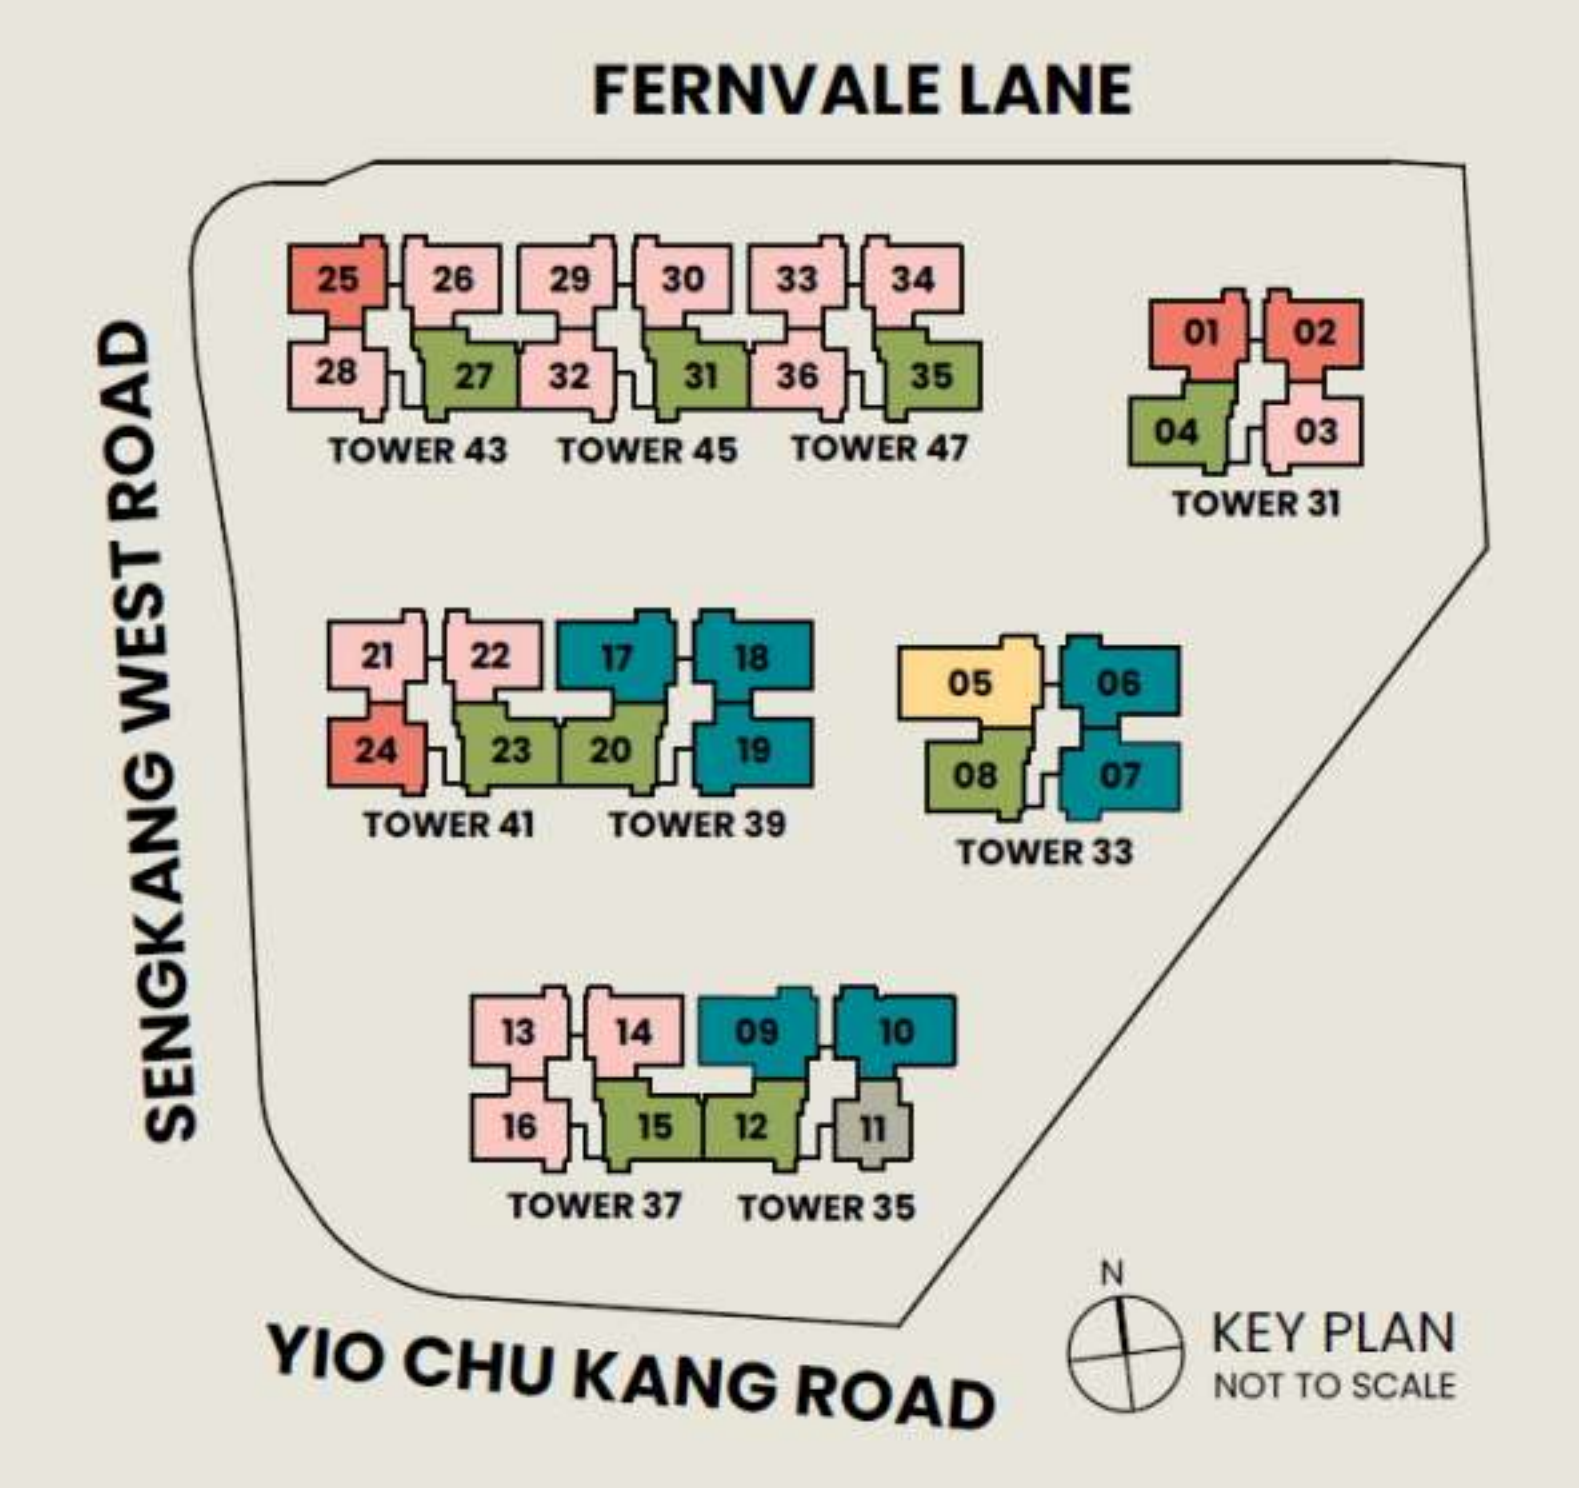 FERNVALE LANE
SENGKANG WEST ROAD
25 26 29 30 33 34
28 27 32 31 36 35
TOWER 43 TOWER 45 TOWER 47
01 02
04 03
TOWER 31
21 22 17 18
24 23 20 19
TOWER 41 TOWER 39
05 06
08 07
TOWER 33
13 14 09 10
16 15 12 11
TOWER 37 TOWER 35
YIO CHU KANG ROAD
N
KEY PLAN
NOT TO SCALE